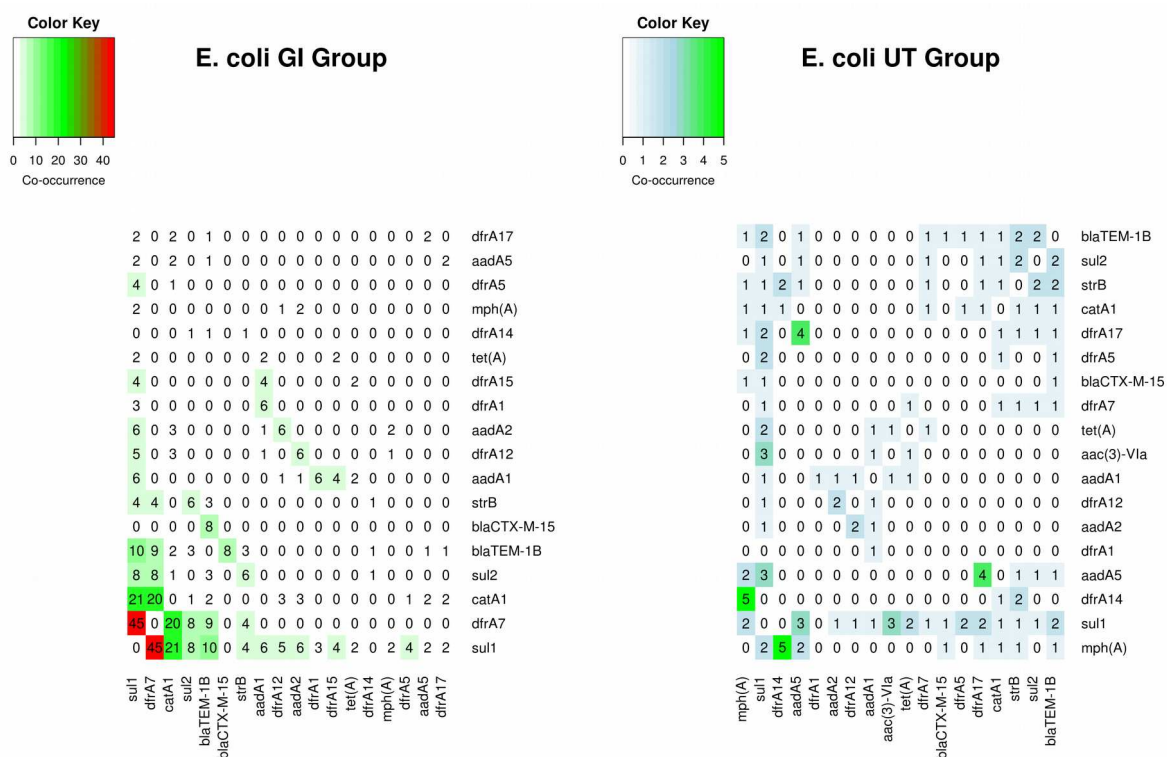 Color Key
E. coli GI Group
0 10 20 30 40
Co-occurrence
2 0 2 0 1 0 0 0 0 0 0 0 0 0 0 0 2 0 dfrA17
2 0 2 0 1 0 0 0 0 0 0 0 0 0 0 0 0 2 aadA5
4 0 1 0 0 0 0 0 0 0 0 0 0 0 0 0 0 0 dfrA5
2 0 0 0 0 0 0 0 1 2 0 0 0 0 0 0 0 0 mph(A)
0 0 0 1 1 0 1 0 0 0 0 0 0 0 0 0 0 0 dfrA14
2 0 0 0 0 0 0 2 0 0 0 2 0 0 0 0 0 0 tet(A)
4 0 0 0 0 0 0 4 0 0 0 0 2 0 0 0 0 0 dfrA15
3 0 0 0 0 0 0 6 0 0 0 0 0 0 0 0 0 0 dfrA1
6 0 3 0 0 0 0 1 6 0 0 0 0 0 2 0 0 0 aadA2
5 0 3 0 0 0 0 1 0 6 0 0 0 0 1 0 0 0 dfrA12
6 0 0 0 0 0 0 0 1 1 6 4 2 0 0 0 0 0 aadA1
4 4 0 6 3 0 0 0 0 0 0 0 0 1 0 0 0 0 strB
0 0 0 0 8 0 0 0 0 0 0 0 0 0 0 0 0 0 blaCTX-M-15
10 9 2 3 0 8 3 0 0 0 0 0 0 1 0 0 1 1 blaTEM-1B
8 8 1 0 3 0 6 0 0 0 0 0 0 1 0 0 0 0 sul2
21 20 0 1 2 0 0 0 3 3 0 0 0 0 0 1 2 2 catA1
45 0 20 8 9 0 4 0 0 0 0 0 0 0 0 0 0 0 dfrA7
0 45 21 8 10 0 4 6 5 6 3 4 2 0 2 4 2 2 sul1
sul1 dfrA7 catA1 sul2 blaTEM-1B blaCTX-M-15 strB aadA1 dfrA12 aadA2 dfrA1 dfrA15 tet(A) dfrA14 mph(A) dfrA5 aadA5 dfrA17
Color Key
E. coli UT Group
0 1 2 3 4 5
Co-occurrence
1 2 0 1 0 0 0 0 0 0 1 1 1 1 1 2 2 0 blaTEM-1B
0 1 0 1 0 0 0 0 0 0 1 0 0 1 1 2 0 2 sul2
1 1 2 1 0 0 0 0 0 0 1 0 0 1 1 0 2 2 strB
1 1 1 0 0 0 0 0 0 0 1 0 1 1 0 1 1 1 catA1
1 2 0 4 0 0 0 0 0 0 0 0 0 0 1 1 1 1 dfrA17
0 2 0 0 0 0 0 0 0 0 0 0 0 0 1 0 0 1 dfrA5
1 1 0 0 0 0 0 0 0 0 0 0 0 0 0 0 0 1 blaCTX-M-15
0 1 0 0 0 0 0 0 0 1 0 0 0 0 1 1 1 1 dfrA7
0 2 0 0 0 0 0 1 1 0 1 0 0 0 0 0 0 0 tet(A)
0 3 0 0 0 0 0 1 0 1 0 0 0 0 0 0 0 0 aac(3)-VIa
0 1 0 0 1 1 1 0 1 1 0 0 0 0 0 0 0 0 aadA1
0 1 0 0 0 2 0 1 0 0 0 0 0 0 0 0 0 0 dfrA12
0 1 0 0 0 0 2 1 0 0 0 0 0 0 0 0 0 0 aadA2
0 0 0 0 0 0 0 1 0 0 0 0 0 0 0 0 0 0 dfrA1
2 3 0 0 0 0 0 0 0 0 0 0 0 4 0 1 1 1 aadA5
5 0 0 0 0 0 0 0 0 0 0 0 0 0 1 2 0 0 dfrA14
2 0 0 3 0 1 1 1 3 2 1 1 2 2 1 1 1 2 sul1
0 2 5 2 0 0 0 0 0 0 0 1 0 1 1 1 0 1 mph(A)
mph(A) sul1 dfrA14 aadA5 dfrA1 aadA2 dfrA12 aadA1 aac(3)-VIa tet(A) dfrA7 blaCTX-M-15 dfrA5 dfrA17 catA1 strB sul2 blaTEM-1B